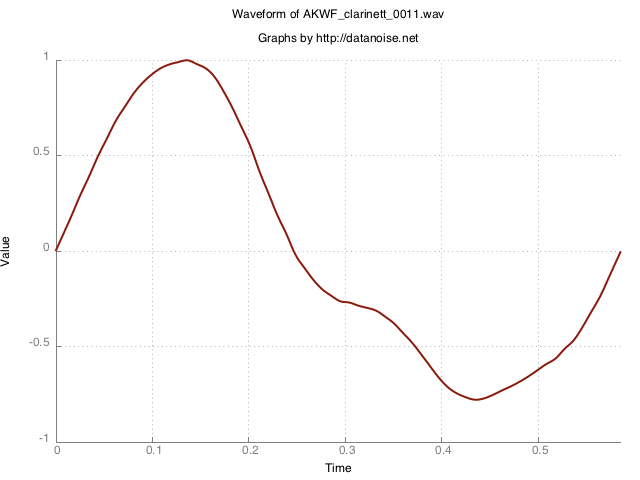 Waveform of AKWF_clarinett_0011.wav
Graphs by http://datanoise.net
1
0.5
0
-0.5
-1
Value
0 0.1 0.2 0.3 0.4 0.5
Time